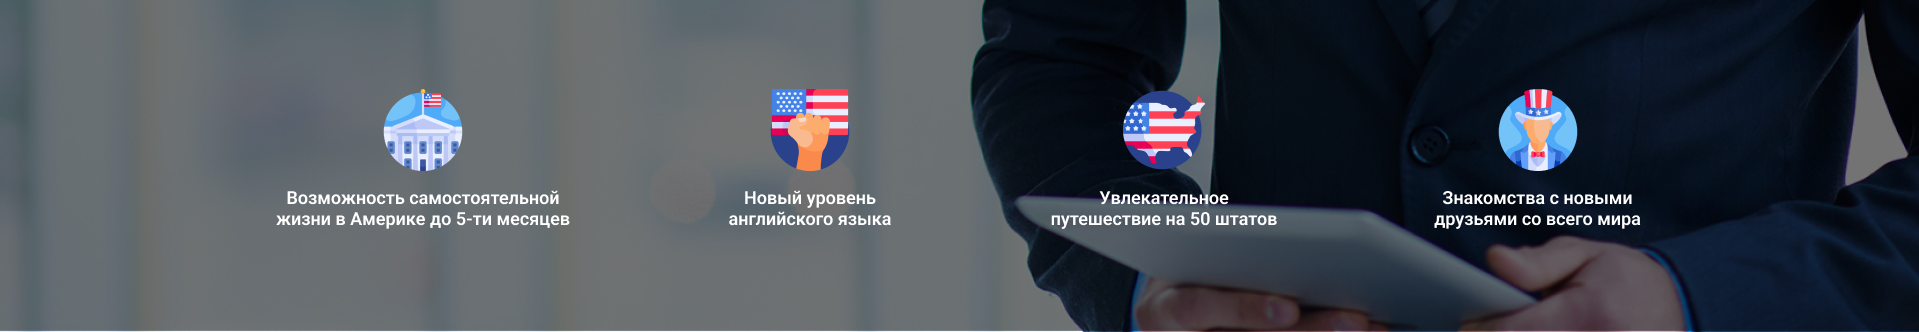 Возможность самостоятельной
жизни в Америке до 5-ти месяцев
Новый уровень
английского языка
Увлекательное
путешествие на 50 штатов
Знакомства с новыми
друзьями со всего мира